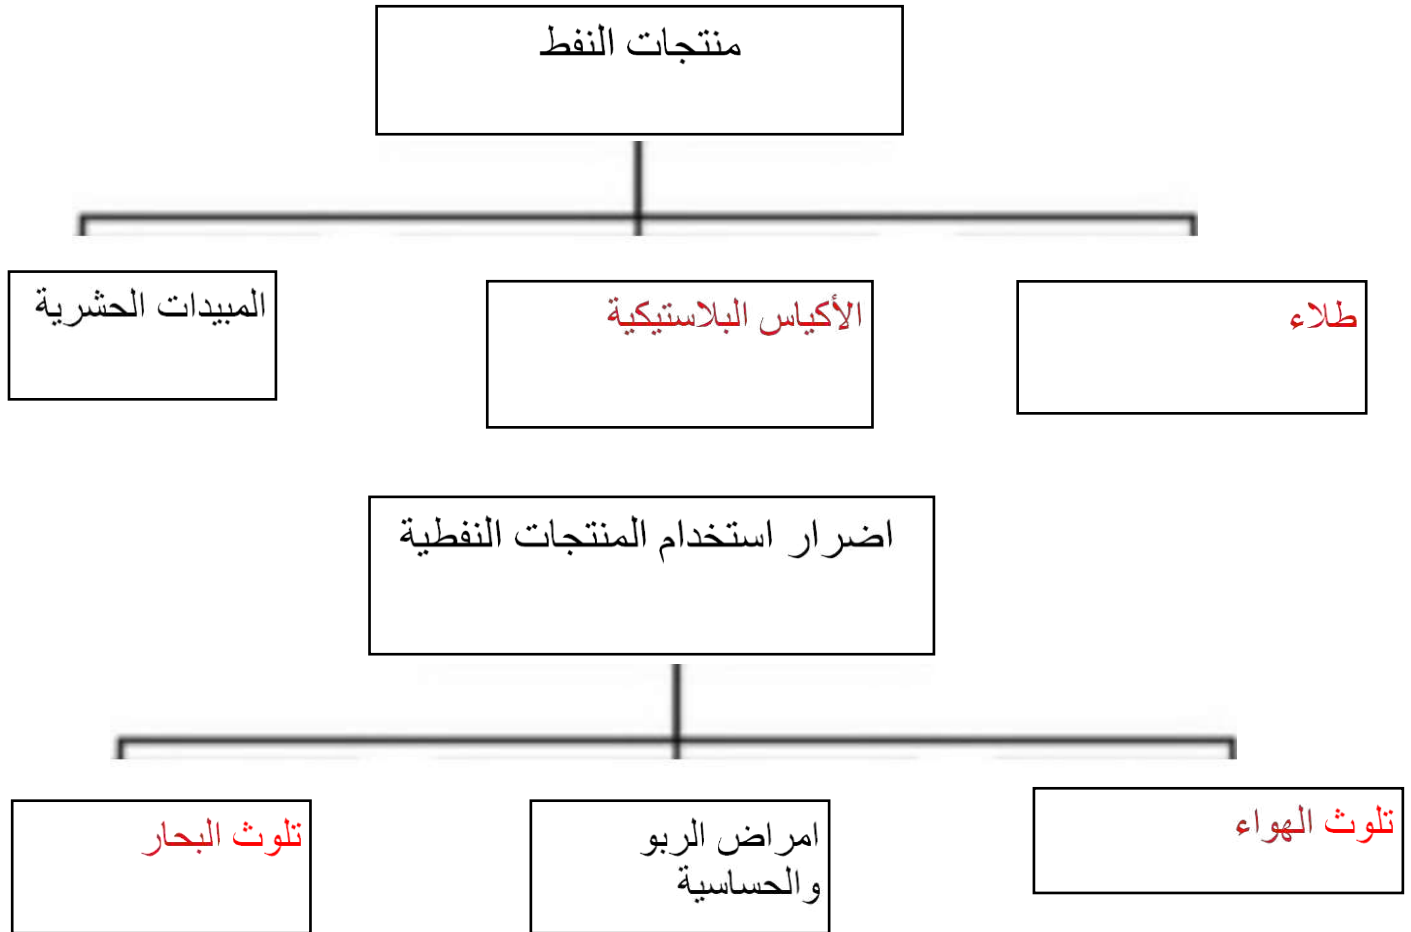 منتجات النفط
طلاء
الأكياس البلاستيكية
المبيدات الحشرية
اضرار استخدام المنتجات النفطية
تلوث الهواء
امراض الربو
والحساسية
تلوث البحار